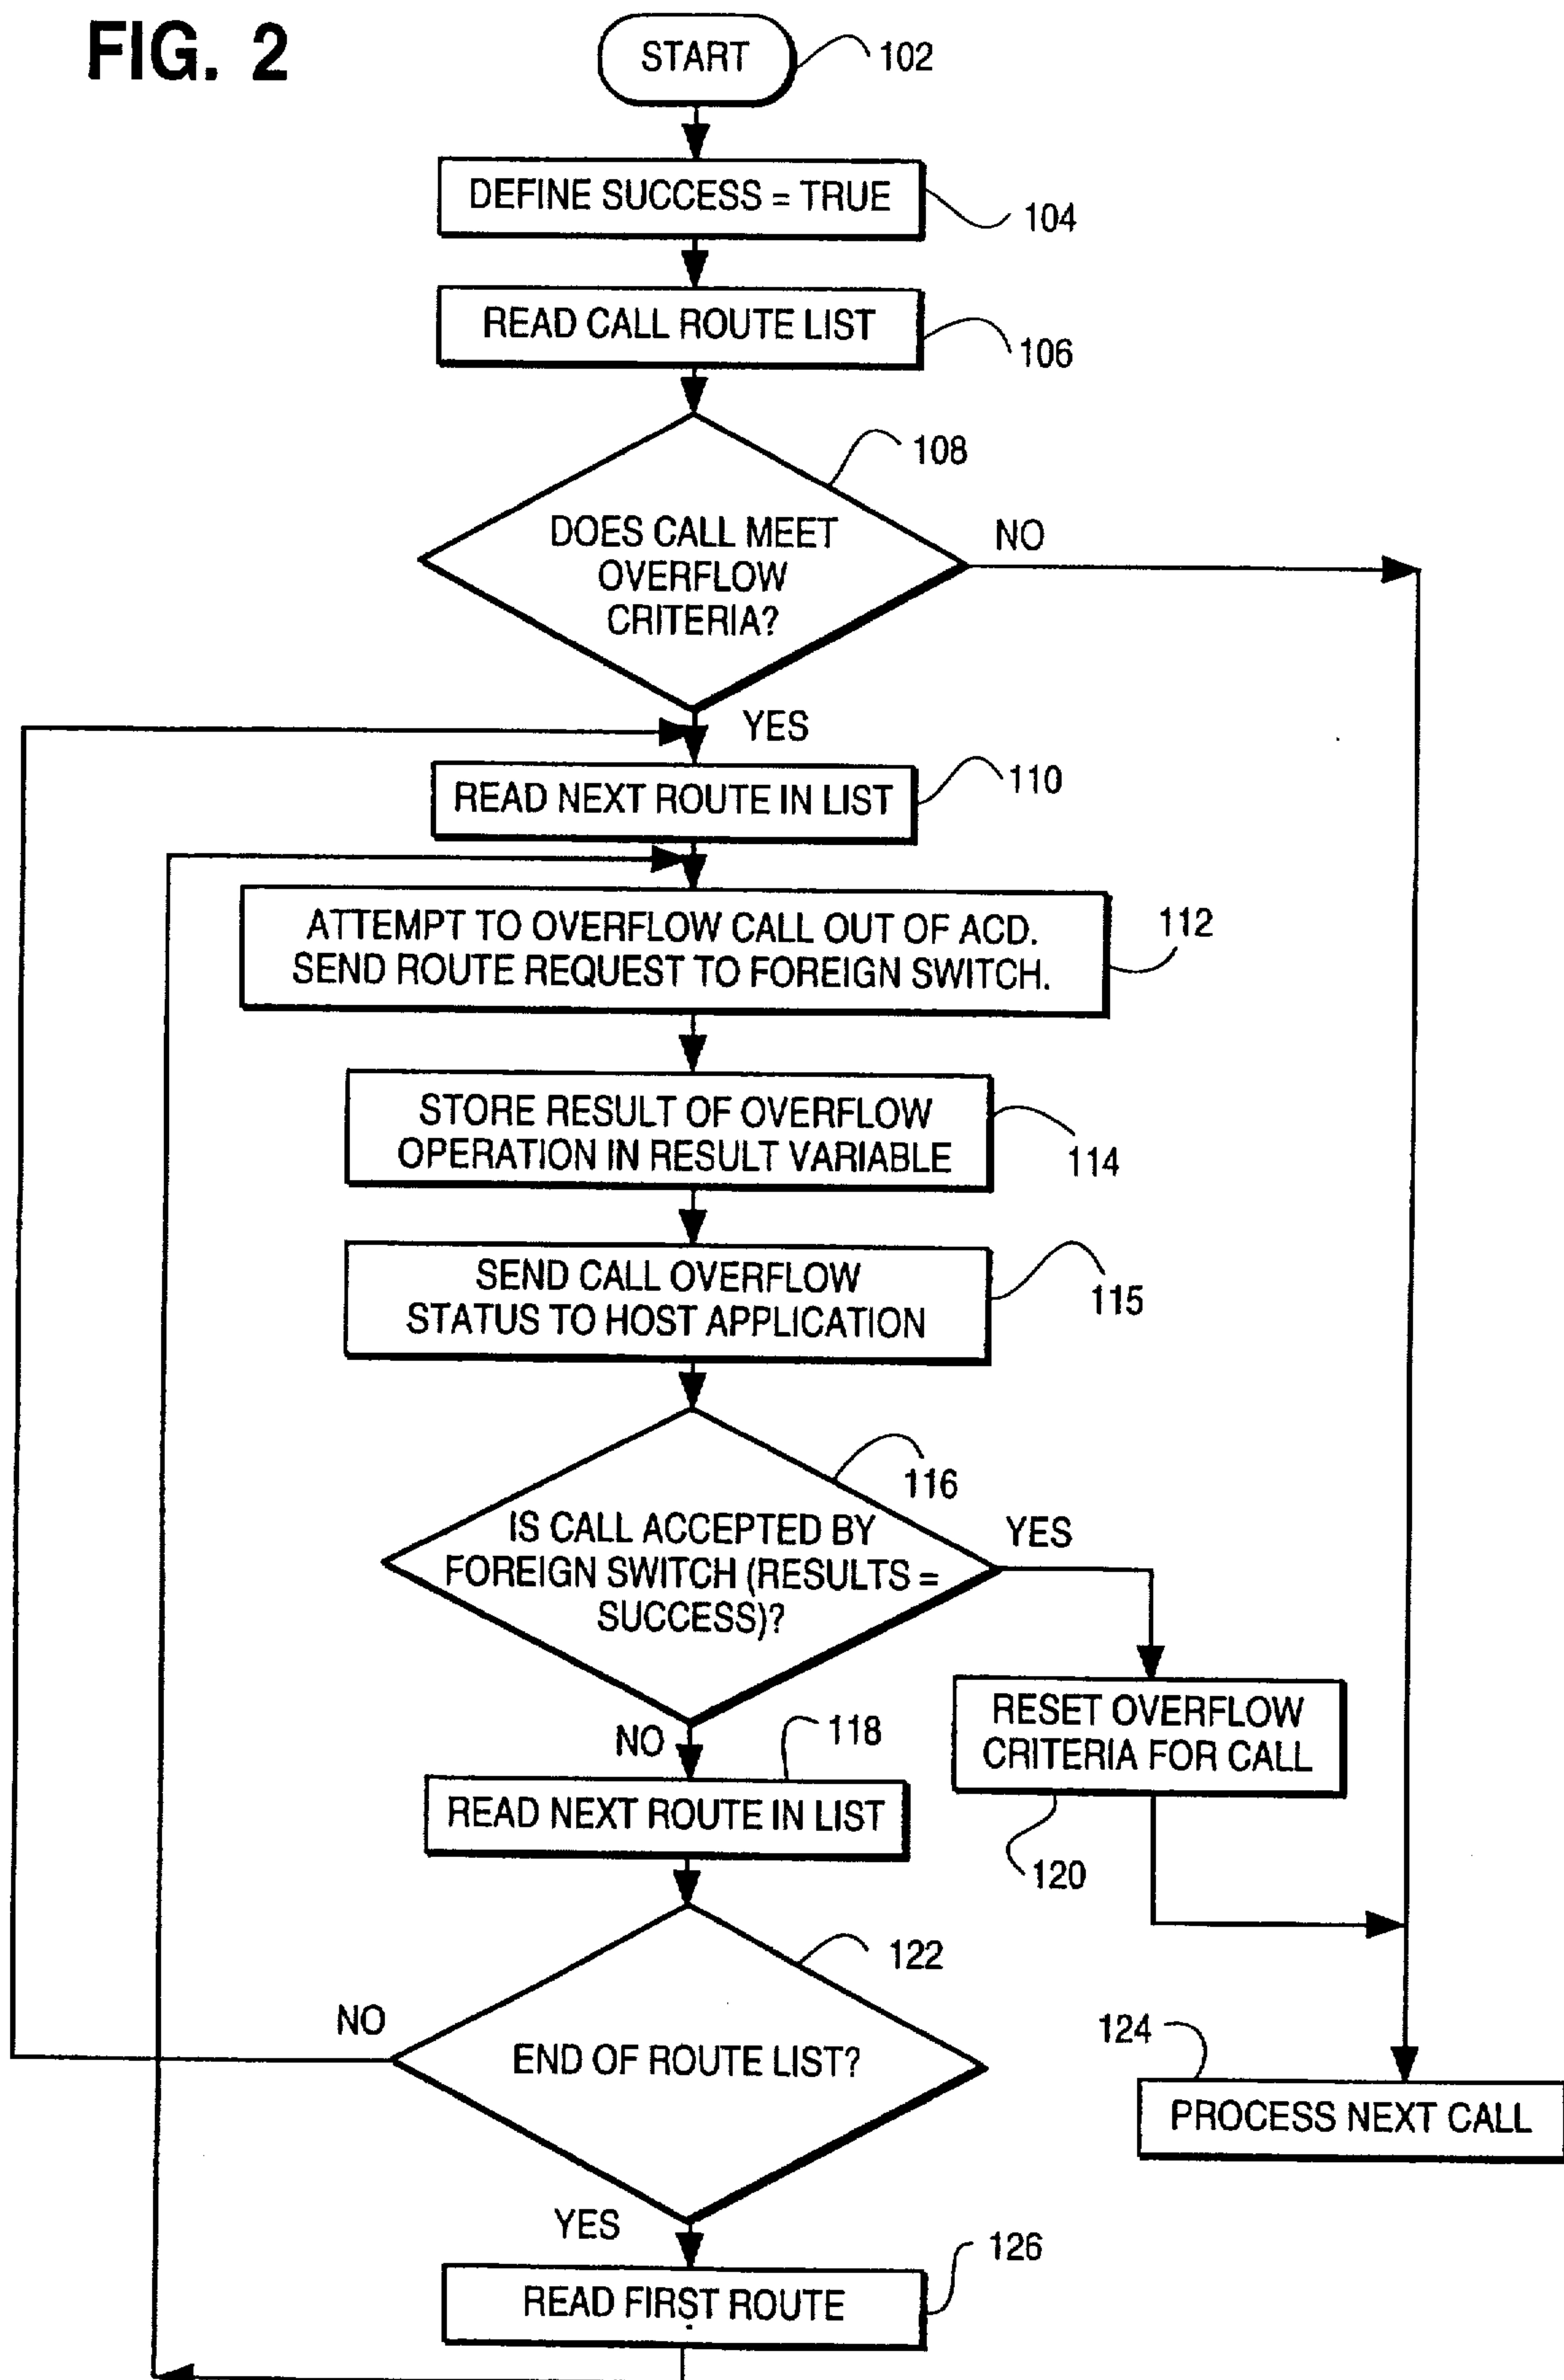 FIG. 2
START
102
DEFINE SUCCESS = TRUE
104
READ CALL ROUTE LIST
106
108
DOES CALL MEET
OVERFLOW
CRITERIA?
NO
YES
READ NEXT ROUTE IN LIST
110
ATTEMPT TO OVERFLOW CALL OUT OF ACD.
SEND ROUTE REQUEST TO FOREIGN SWITCH.
112
STORE RESULT OF OVERFLOW
OPERATION IN RESULT VARIABLE
114
SEND CALL OVERFLOW
STATUS TO HOST APPLICATION
115
116
IS CALL ACCEPTED BY
FOREIGN SWITCH (RESULTS =
SUCCESS)?
YES
NO
118
RESET OVERFLOW
CRITERIA FOR CALL
120
READ NEXT ROUTE IN LIST
122
END OF ROUTE LIST?
NO
124
PROCESS NEXT CALL
YES
126
READ FIRST ROUTE